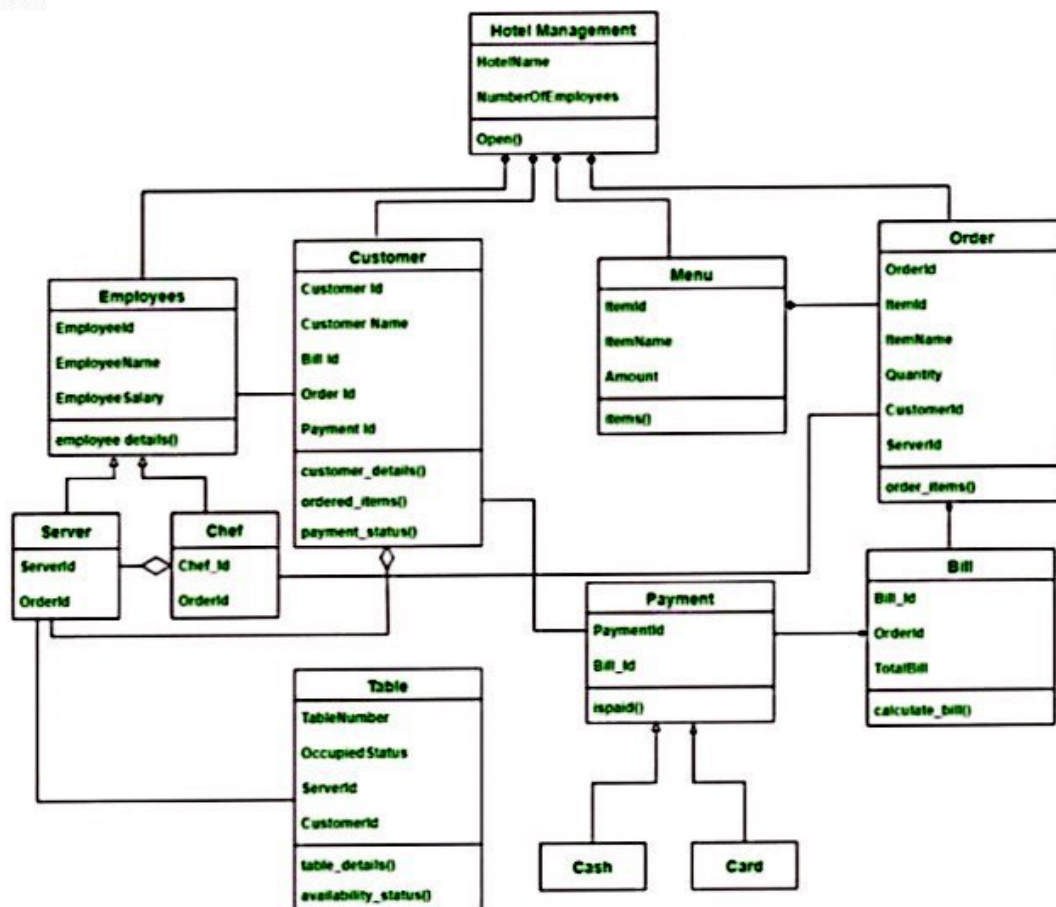 Hotel Management
HotelName
NumberOfEmployees
Open()
Employees
EmployeeId
EmployeeName
EmployeeSalary
employee details()
Customer
Customer Id
Customer Name
Bill Id
Order Id
Payment Id
customer_details()
ordered_items()
payment_status()
Menu
ItemId
ItemName
Amount
items()
Order
OrderId
ItemId
ItemName
Quantity
CustomerId
ServerId
order_items()
Server
ServerId
OrderId
Chef
Chef_Id
OrderId
Payment
PaymentId
Bill_Id
ispaid()
Bill
Bill_Id
OrderId
TotalBill
calculate_bill()
Table
TableNumber
OccupiedStatus
ServerId
CustomerId
table_details()
availability_status()
Cash
Card